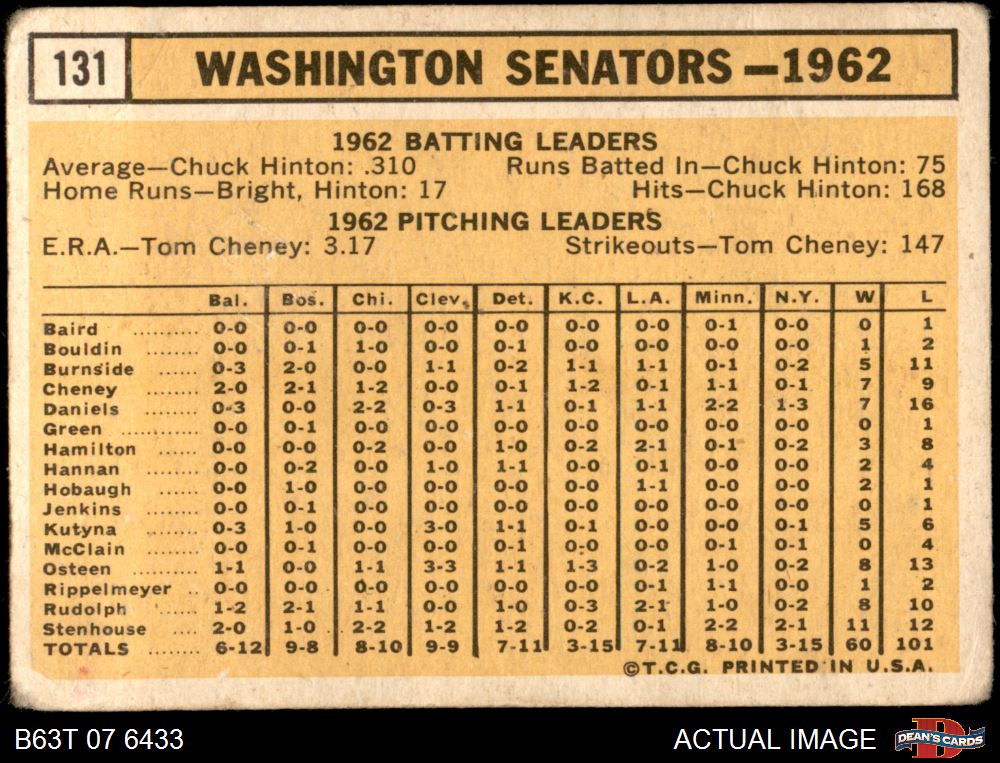 131 WASHINGTON SENATORS—1962
1962 BATTING LEADERS
Average—Chuck Hinton: .310 Runs Batted In—Chuck Hinton: 75
Home Runs—Bright, Hinton: 17 Hits—Chuck Hinton: 168
1962 PITCHING LEADERS
E.R.A.—Tom Cheney: 3.17 Strikeouts—Tom Cheney: 147
Bal. Bos. Chi. Clev. Det. K.C. L.A. Minn. N.Y. W L
Baird .......... 0-0 0-0 0-0 0-0 0-0 0-0 0-0 0-1 0-0 0 1
Bouldin ........ 0-0 0-1 1-0 0-0 0-1 0-0 0-0 0-0 0-0 1 2
Burnside ...... 0-3 2-0 0-0 1-1 0-2 1-1 1-1 0-1 0-2 5 11
Cheney ........ 2-0 2-1 1-2 0-0 0-1 1-2 0-1 1-1 0-1 7 9
Daniels ........ 0-3 0-0 2-2 0-3 1-1 0-1 1-1 2-2 1-3 7 16
Green ............ 0-0 0-1 0-0 0-0 0-0 0-0 0-0 0-0 0-0 0 1
Hamilton ...... 0-0 0-0 0-2 0-0 1-0 0-2 2-1 0-1 0-2 3 8
Hannan ........ 0-0 0-2 0-0 1-0 1-1 0-0 0-1 0-0 0-0 2 4
Hobaugh ...... 0-0 1-0 0-0 0-0 0-0 0-0 1-1 0-0 0-0 2 1
Jenkins ........ 0-0 0-1 0-0 0-0 0-0 0-0 0-0 0-0 0-0 0 1
Kutyna ........ 0-3 1-0 0-0 3-0 1-1 0-1 0-0 0-0 0-1 5 6
McClain ........ 0-0 0-1 0-0 0-0 0-1 0-0 0-0 0-1 0-1 0 4
Osteen .......... 1-1 0-0 1-1 3-3 1-1 1-3 0-2 1-0 0-2 8 13
Rippelmeyer .. 0-0 0-0 0-0 0-0 0-0 0-0 0-1 1-1 0-0 1 2
Rudolph ...... 1-2 2-1 1-1 0-0 1-0 0-3 2-1 1-0 0-2 8 10
Stenhouse .... 2-0 1-0 2-2 1-2 1-2 0-2 0-1 2-2 2-1 11 12
TOTALS ........ 6-12 9-8 8-10 9-9 7-11 3-15 7-11 8-10 3-15 60 101
©T.C.G. PRINTED IN U.S.A.
B63T 07 6433 ACTUAL IMAGE DEAN'S CARDS